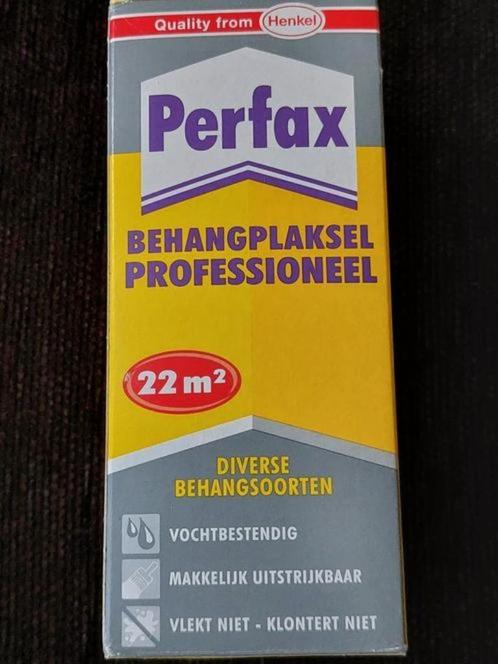 Quality from Henkel
Perfax
BEHANGPLAKSEL
PROFESSIONEEL
22 m²
DIVERSE
BEHANGSOORTEN
VOCHTBESTENDIG
MAKKELIJK UITSTRIJKBAAR
VLEKT NIET - KLONTERT NIET